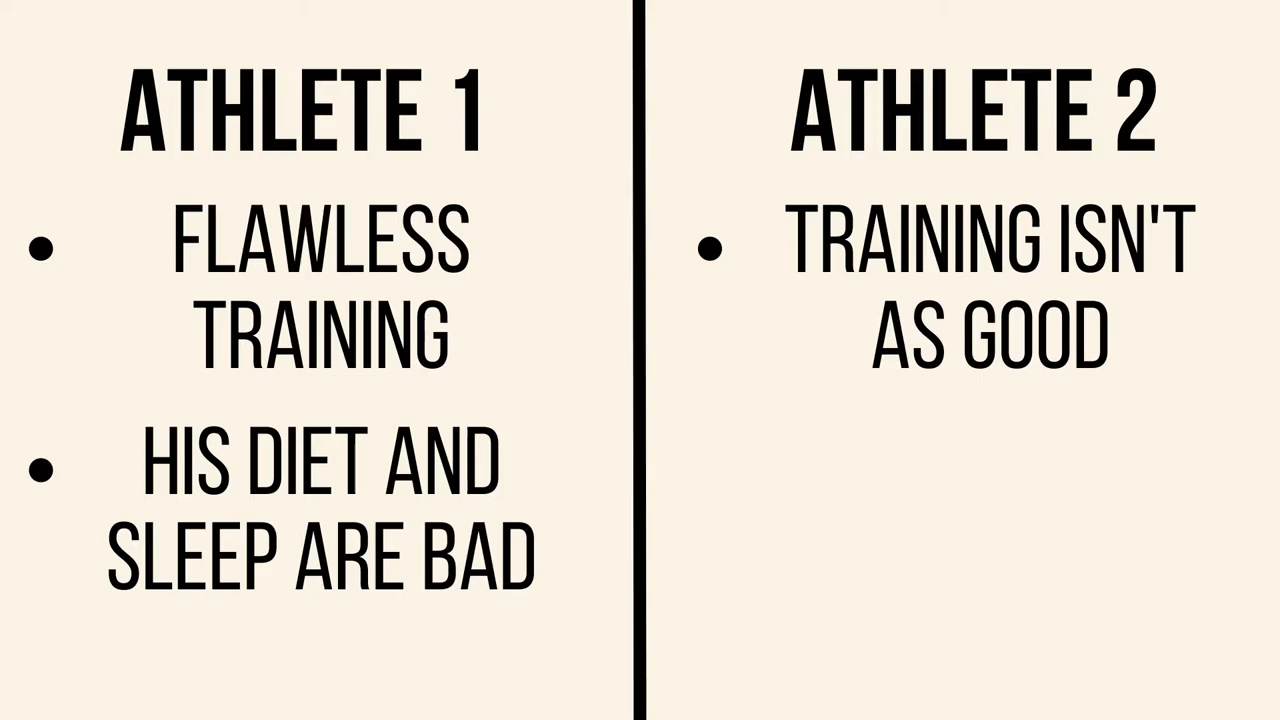 ATHLETE 1
• FLAWLESS
TRAINING
• HIS DIET AND
SLEEP ARE BAD
ATHLETE 2
• TRAINING ISN'T
AS GOOD